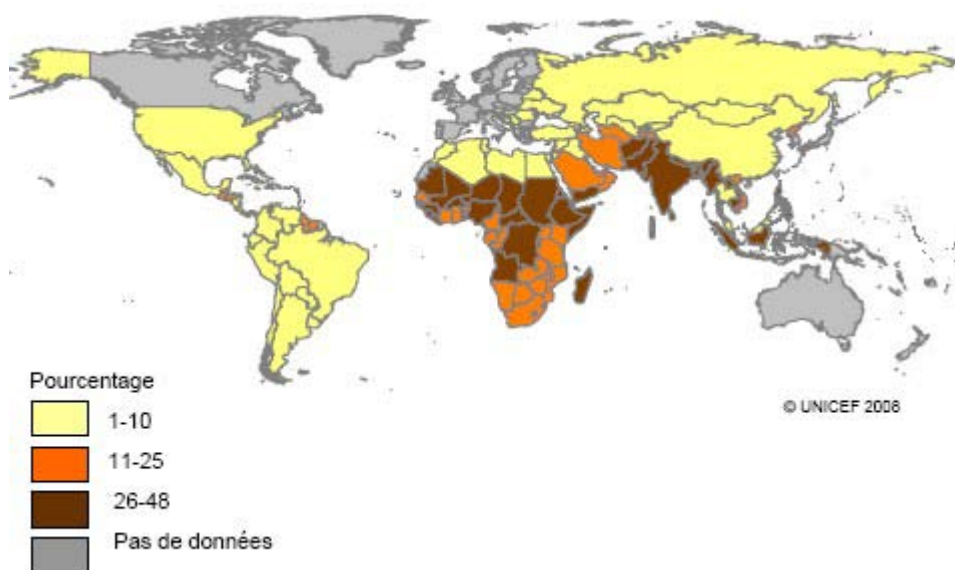 Pourcentage
1-10
11-25
26-48
Pas de données
© UNICEF 2006